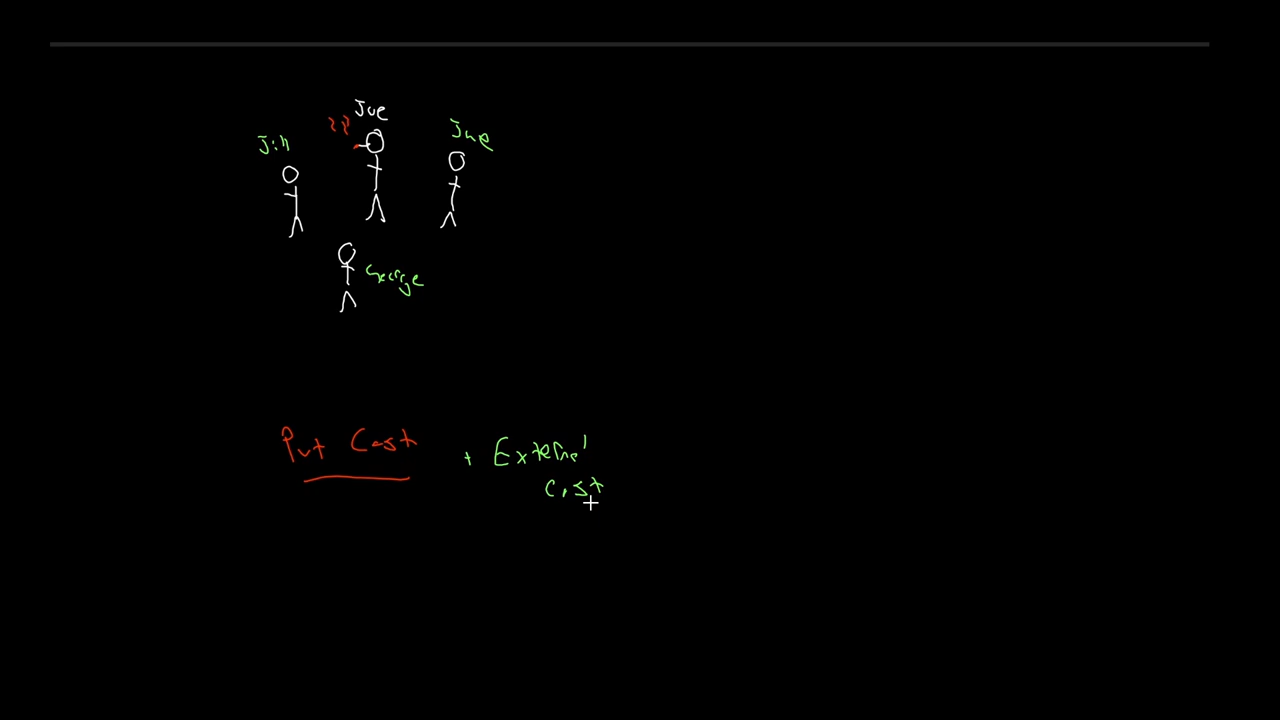 Joe
Jill
Jane
George
Pvt Cost
+ External
cost